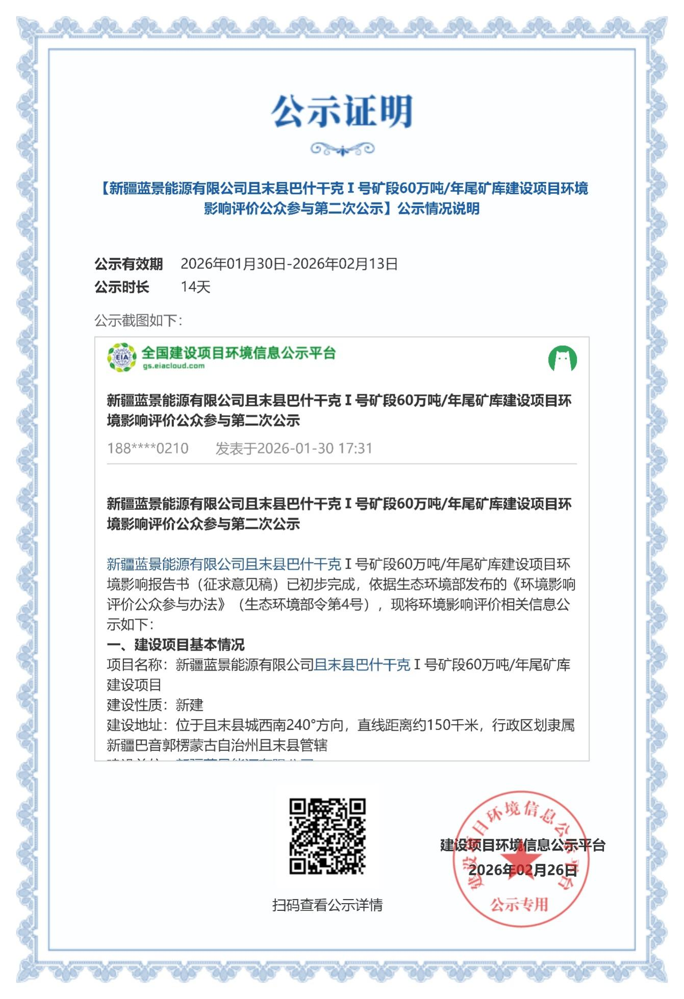 公示证明
【新疆蓝景能源有限公司且末县巴什干克Ⅰ号矿段60万吨/年尾矿库建设项目环境
影响评价公众参与第二次公示】公示情况说明
公示有效期 2026年01月30日-2026年02月13日
公示时长 14天
公示截图如下：
EIA 全国建设项目环境信息公示平台
gs.eiacloud.com
新疆蓝景能源有限公司且末县巴什干克Ⅰ号矿段60万吨/年尾矿库建设项目环
境影响评价公众参与第二次公示
188****0210 发表于2026-01-30 17:31
新疆蓝景能源有限公司且末县巴什干克Ⅰ号矿段60万吨/年尾矿库建设项目环
境影响评价公众参与第二次公示
新疆蓝景能源有限公司且末县巴什干克Ⅰ号矿段60万吨/年尾矿库建设项目环
境影响报告书（征求意见稿）已初步完成，依据生态环境部发布的《环境影响
评价公众参与办法》（生态环境部令第4号），现将环境影响评价相关信息公
示如下：
一、建设项目基本情况
项目名称：新疆蓝景能源有限公司且末县巴什干克Ⅰ号矿段60万吨/年尾矿库
建设项目
建设性质：新建
建设地址：位于且末县城西南240°方向，直线距离约150千米，行政区划隶属
新疆巴音郭楞蒙古自治州且末县管辖
扫码查看公示详情
建设项目环境信息公示平台
2026年02月26日
建设项目环境信息公示平台
公示专用